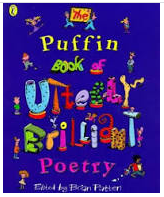 The
Puffin
BOOK of
UTTERLY
BRILLIANT
Poetry
Edited by Brian Patten